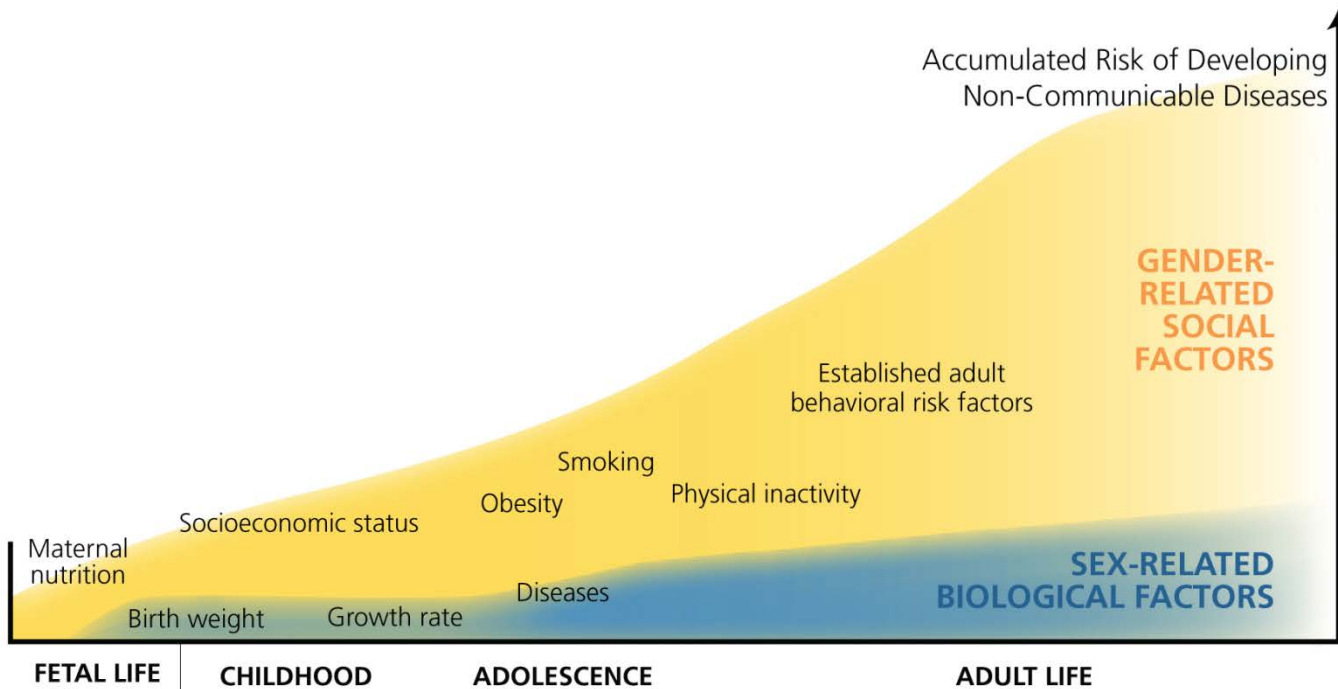 Accumulated Risk of Developing
Non-Communicable Diseases
GENDER-
RELATED
SOCIAL
FACTORS
Established adult
behavioral risk factors
Smoking
Obesity
Physical inactivity
Socioeconomic status
Maternal
nutrition
Diseases
Birth weight
Growth rate
SEX-RELATED
BIOLOGICAL FACTORS
FETAL LIFE
CHILDHOOD
ADOLESCENCE
ADULT LIFE